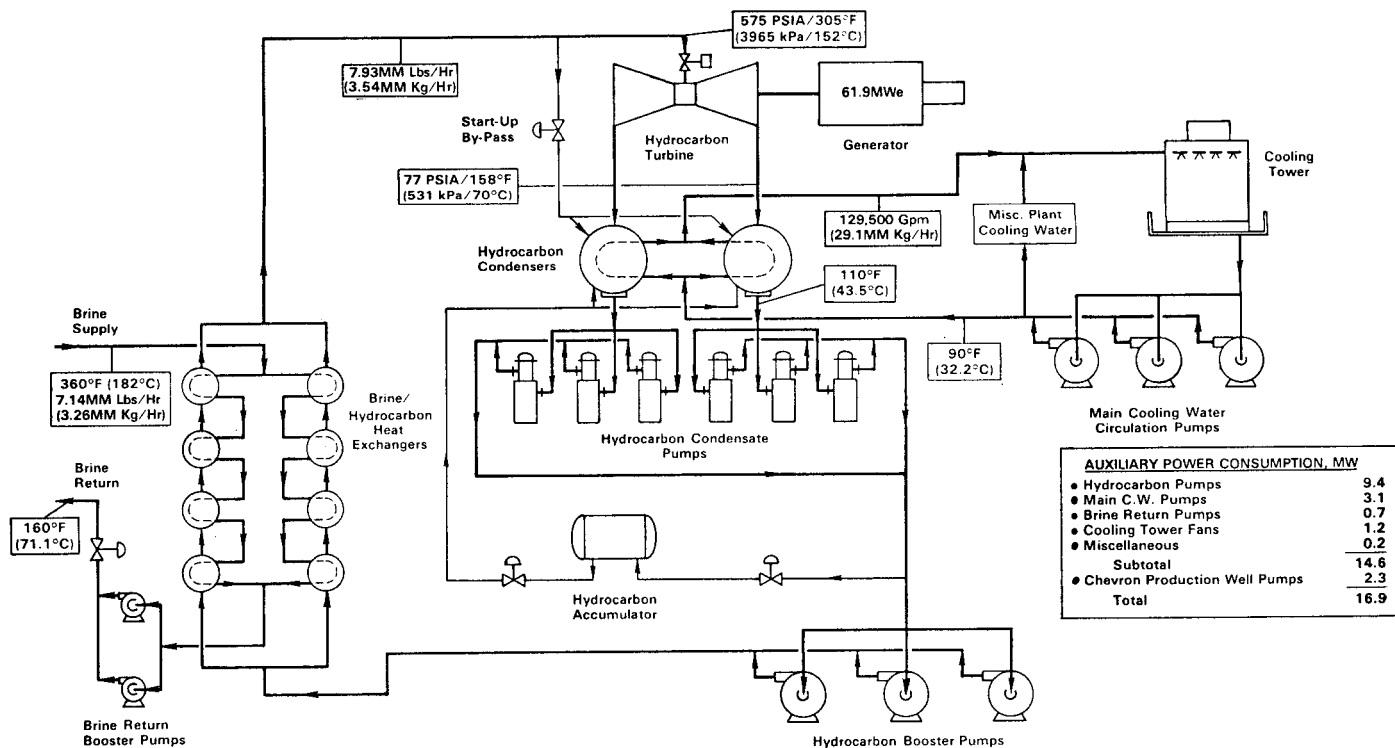 575 PSIA/305°F
(3965 kPa/152°C)
7.93MM Lbs/Hr
(3.54MM Kg/Hr)
61.9MWe
Start-Up
By-Pass
Hydrocarbon
Turbine
Generator
Cooling
Tower
77 PSIA/158°F
(531 kPa/70°C)
129,500 Gpm
(29.1MM Kg/Hr)
Misc. Plant
Cooling Water
Hydrocarbon
Condensers
110°F
(43.5°C)
Brine
Supply
360°F (182°C)
7.14MM Lbs/Hr
(3.26MM Kg/Hr)
90°F
(32.2°C)
Brine/
Hydrocarbon
Heat
Exchangers
Hydrocarbon Condensate
Pumps
Main Cooling Water
Circulation Pumps
Brine
Return
160°F
(71.1°C)
AUXILIARY POWER CONSUMPTION, MW
• Hydrocarbon Pumps 9.4
• Main C.W. Pumps 3.1
• Brine Return Pumps 0.7
• Cooling Tower Fans 1.2
• Miscellaneous 0.2
Subtotal 14.6
• Chevron Production Well Pumps 2.3
Total 16.9
Hydrocarbon
Accumulator
Brine Return
Booster Pumps
Hydrocarbon Booster Pumps